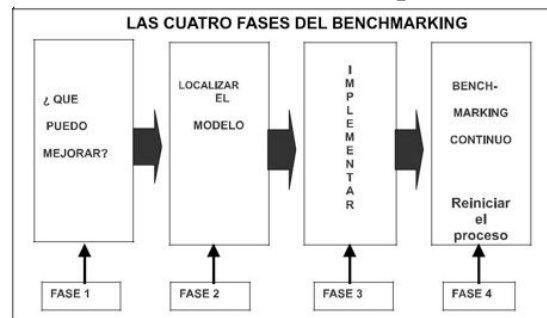 LAS CUATRO FASES DEL BENCHMARKING
¿ QUE
PUEDO
MEJORAR?
LOCALIZAR
EL
MODELO
IMPLEMENTAR
BENCH-
MARKING
CONTINUO
Reiniciar
el
proceso
FASE 1
FASE 2
FASE 3
FASE 4